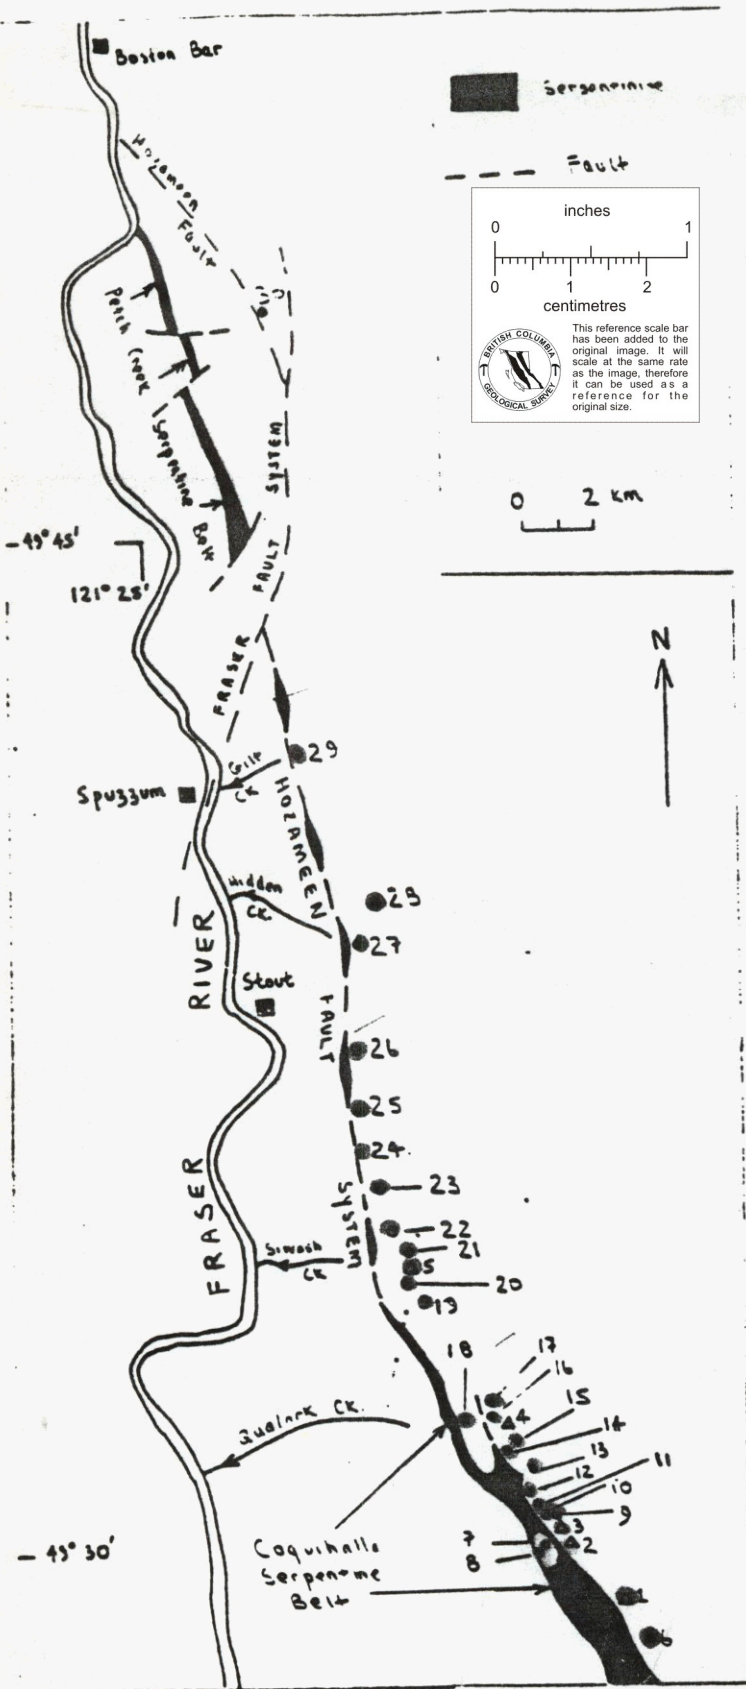 Boston Bar
Serpentine
Fault
inches
0 1
0 1 2
centimetres
BRITISH COLUMBIA
GEOLOGICAL SURVEY
This reference scale bar
has been added to the
original image. It will
scale at the same rate
as the image, therefore
it can be used as a
reference for the
original size.
0 2 km
Hozameen
Fault
Petch Creek
Serpentine Belt
-49°45'
121°25'
FRASER FAULT SYSTEM
N
29
Gilt
CK
Spuzzum
HOZAMEEN FAULT SYSTEM
Hidden
CK.
28
27
FRASER RIVER
Stout
26
25
24.
23
22
21
5
20
19
Siwash
CK
18
17
16
4
15
14
13
12
11
10
9
3
2
7
8
CK.
-49°30'
Coquihalla
Serpentine
Belt
6